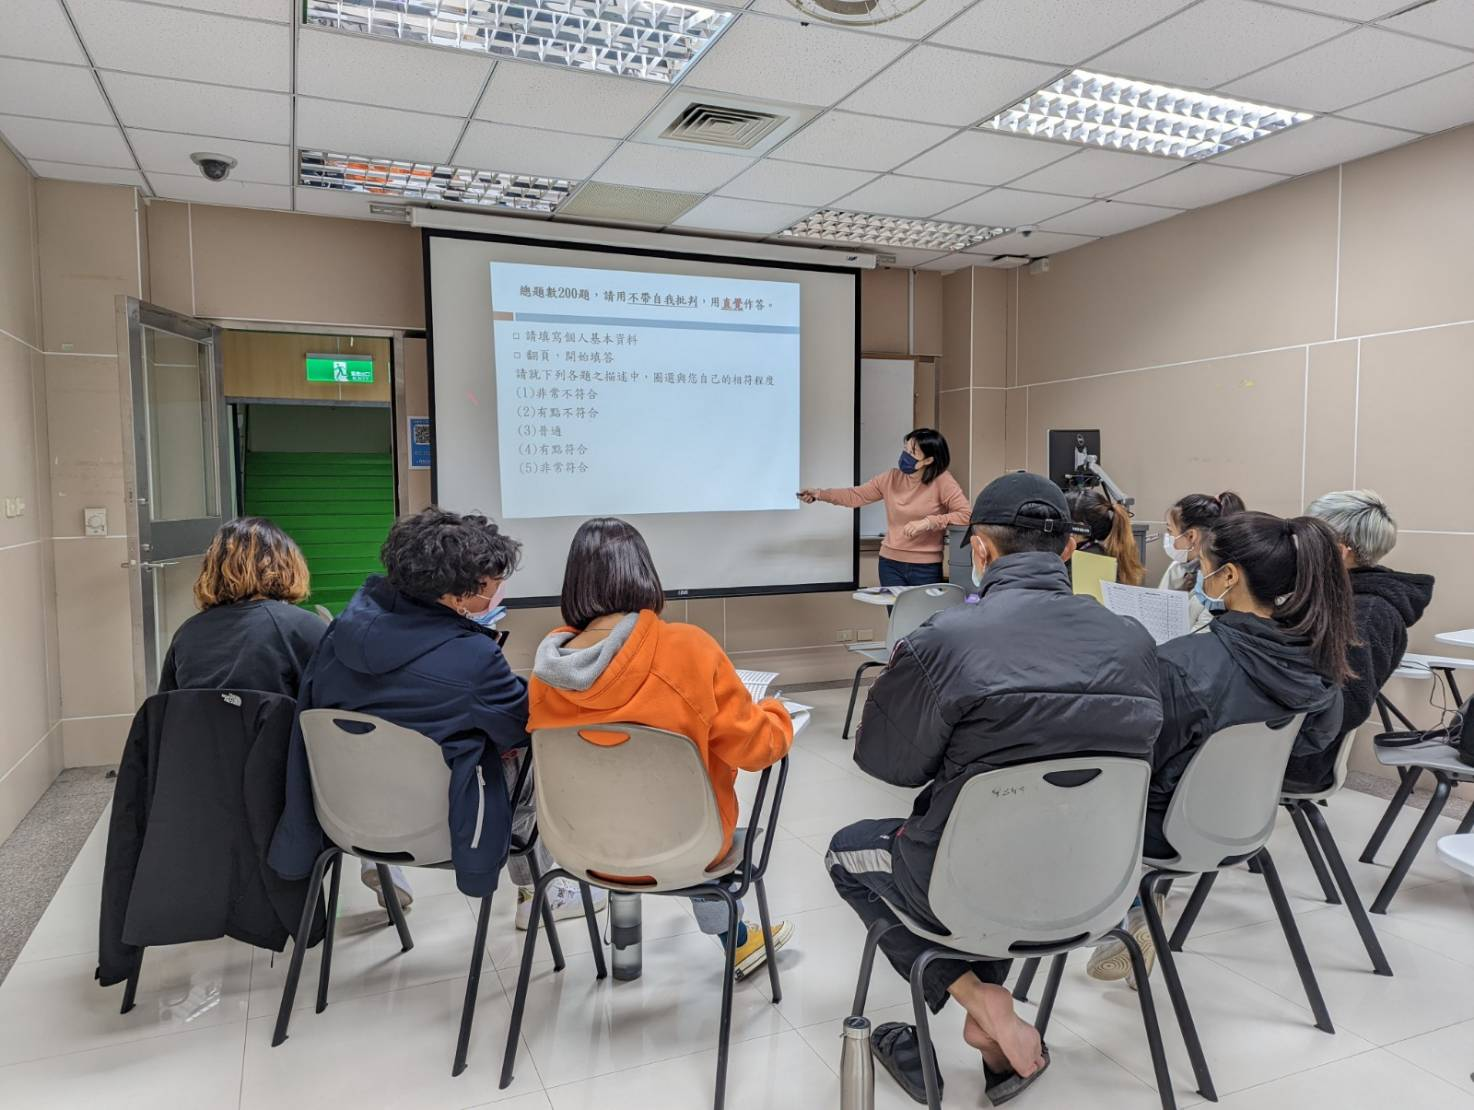 總題數200題，請用不帶自我批判，用直覺作答。
□ 請填寫個人基本資料
□ 翻頁，開始填答
請就下列各題之描述中，圈選與您自己的相符程度
(1)非常不符合
(2)有點不符合
(3)普通
(4)有點符合
(5)非常符合